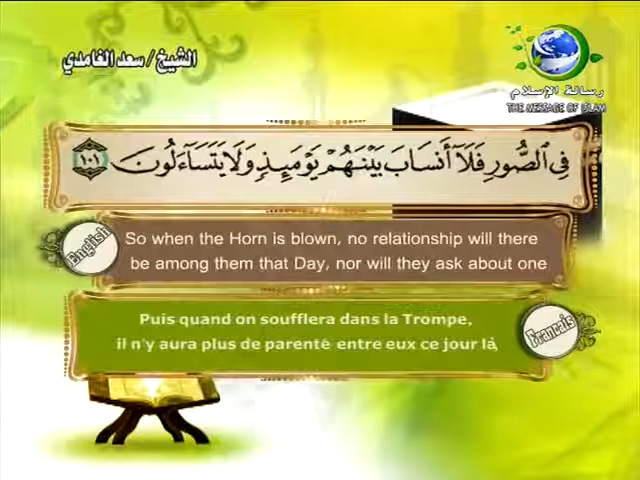 الشيخ / سعد الغامدي
رسالة الإسلام
THE MESSAGE OF ISLAM
فِي ٱلصُّورِ فَلَآ أَنسَابَ بَيْنَهُمْ يَوْمَئِذٍ وَلَا يَتَسَآءَلُونَ ١٠١
English
So when the Horn is blown, no relationship will there
be among them that Day, nor will they ask about one
Puis quand on soufflera dans la Trompe,
il n'y aura plus de parenté entre eux ce jour là,
Francais